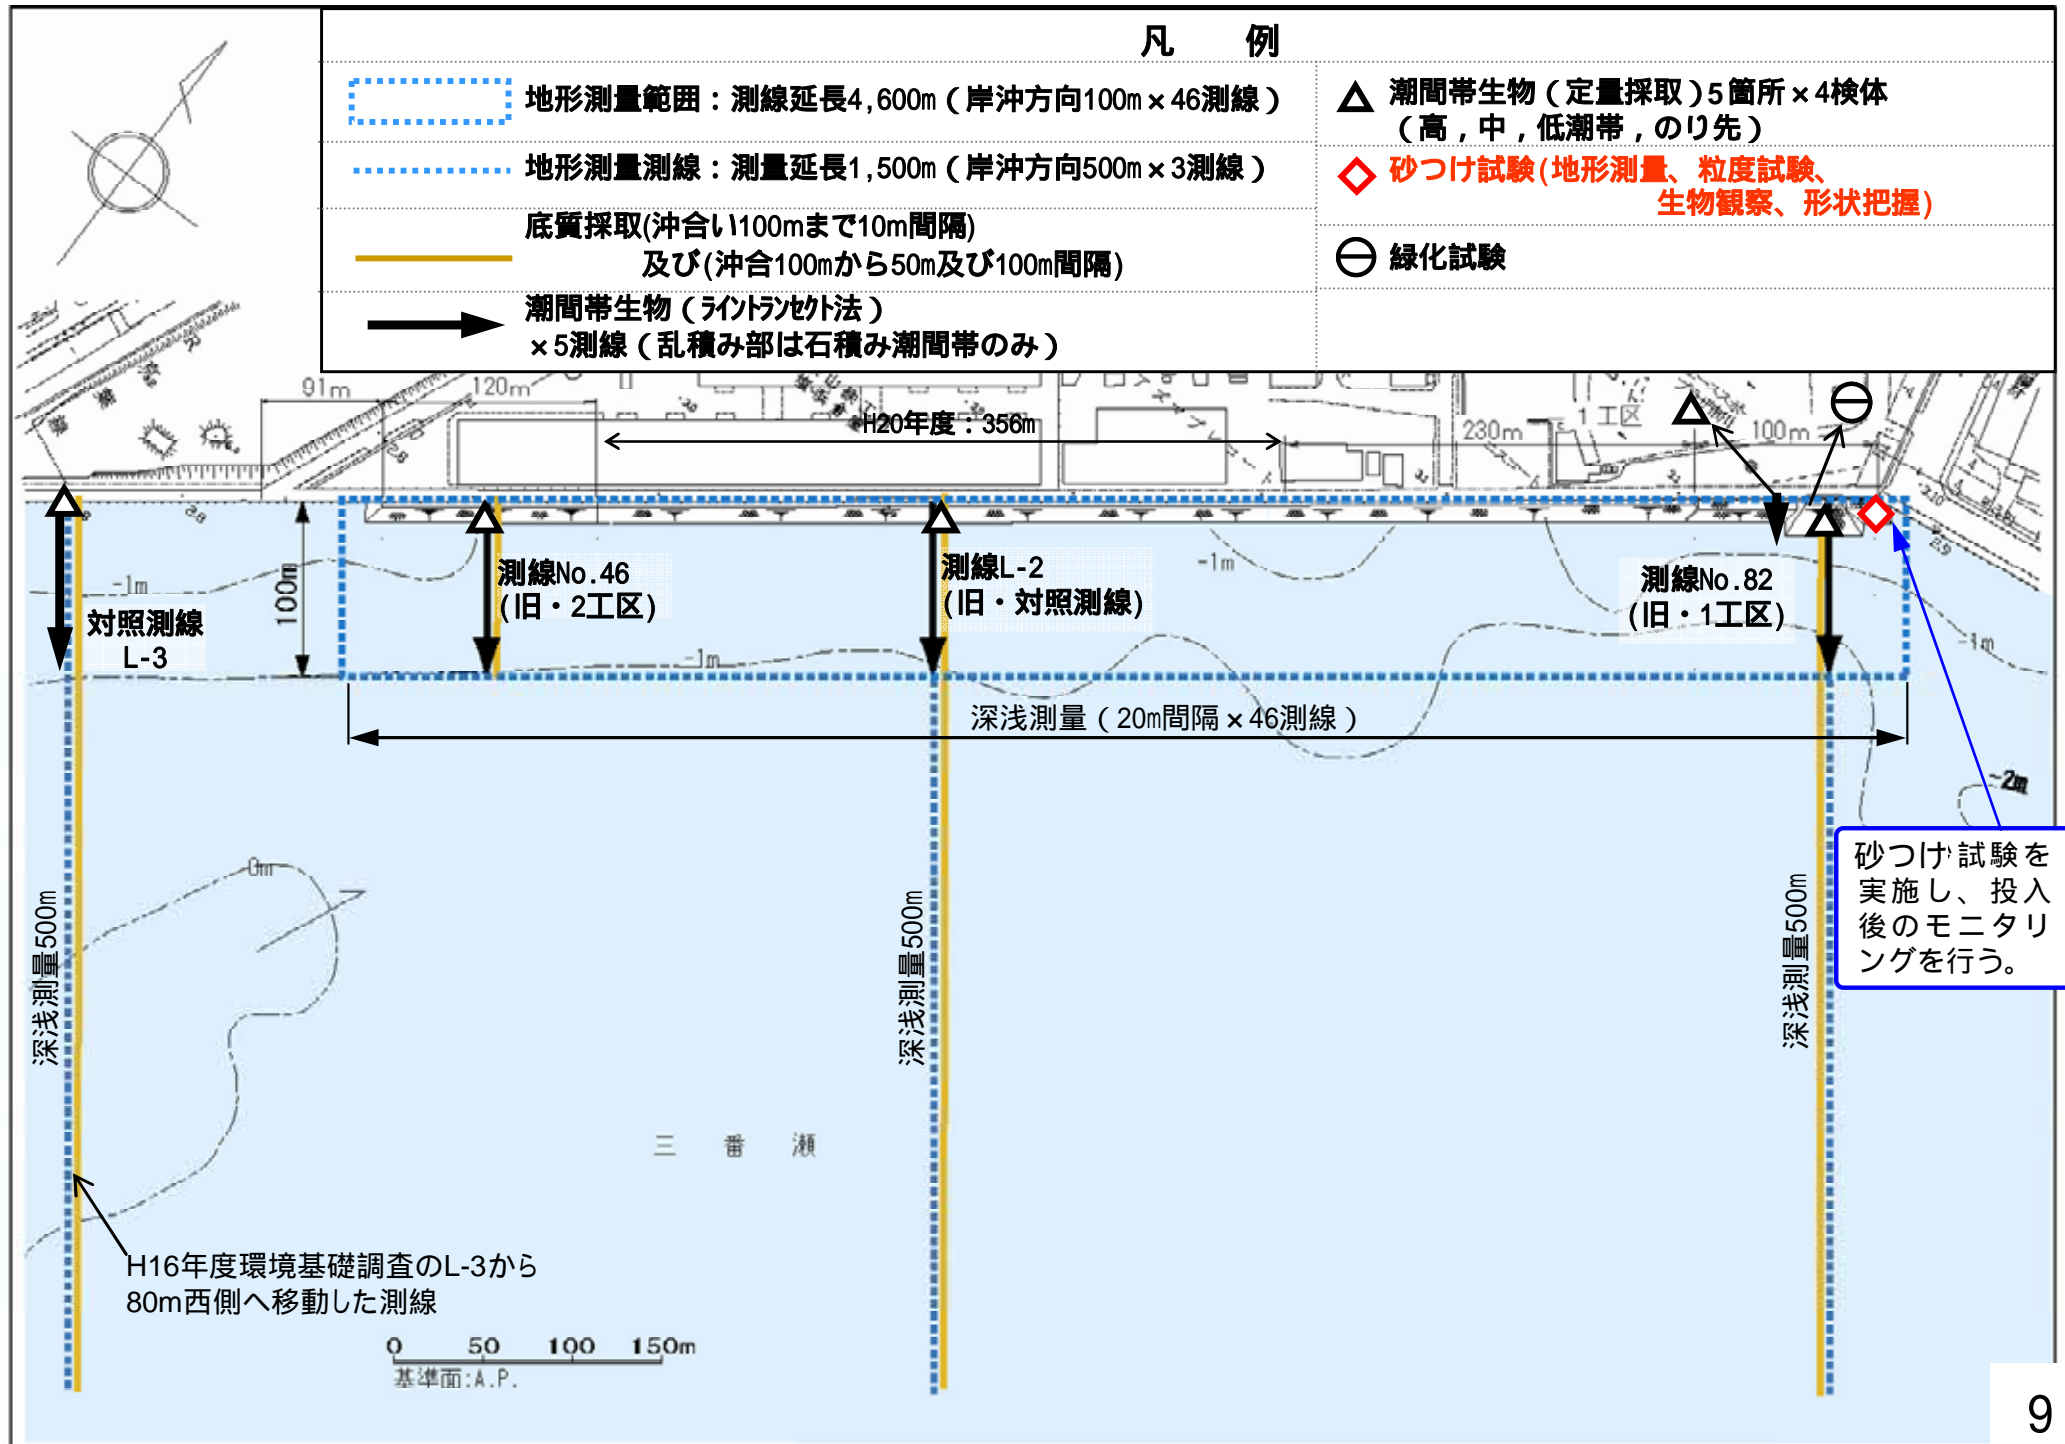 凡　例
地形測量範囲：測線延長4,600m（岸沖方向100m×46測線）
地形測量測線：測量延長1,500m（岸沖方向500m×3測線）
底質採取(沖合い100mまで10m間隔)
及び(沖合100mから50m及び100m間隔)
潮間帯生物（ライントランセクト法）
×5測線（乱積み部は石積み潮間帯のみ）
潮間帯生物（定量採取）5箇所×4検体
（高，中，低潮帯，のり先）
砂つけ試験(地形測量、粒度試験、
生物観察、形状把握)
緑化試験
91m
120m
H20年度：356m
230m
1工区
100m
100m
-1m
-1m
-1m
-1m
-2m
0m
対照測線
L-3
測線No.46
(旧・2工区)
測線L-2
(旧・対照測線)
測線No.82
(旧・1工区)
深浅測量（20m間隔×46測線）
深浅測量500m
深浅測量500m
深浅測量500m
砂つけ試験を
実施し、投入
後のモニタリ
ングを行う。
三番瀬
H16年度環境基礎調査のL-3から
80m西側へ移動した測線
0 50 100 150m
基準面:A.P.
9